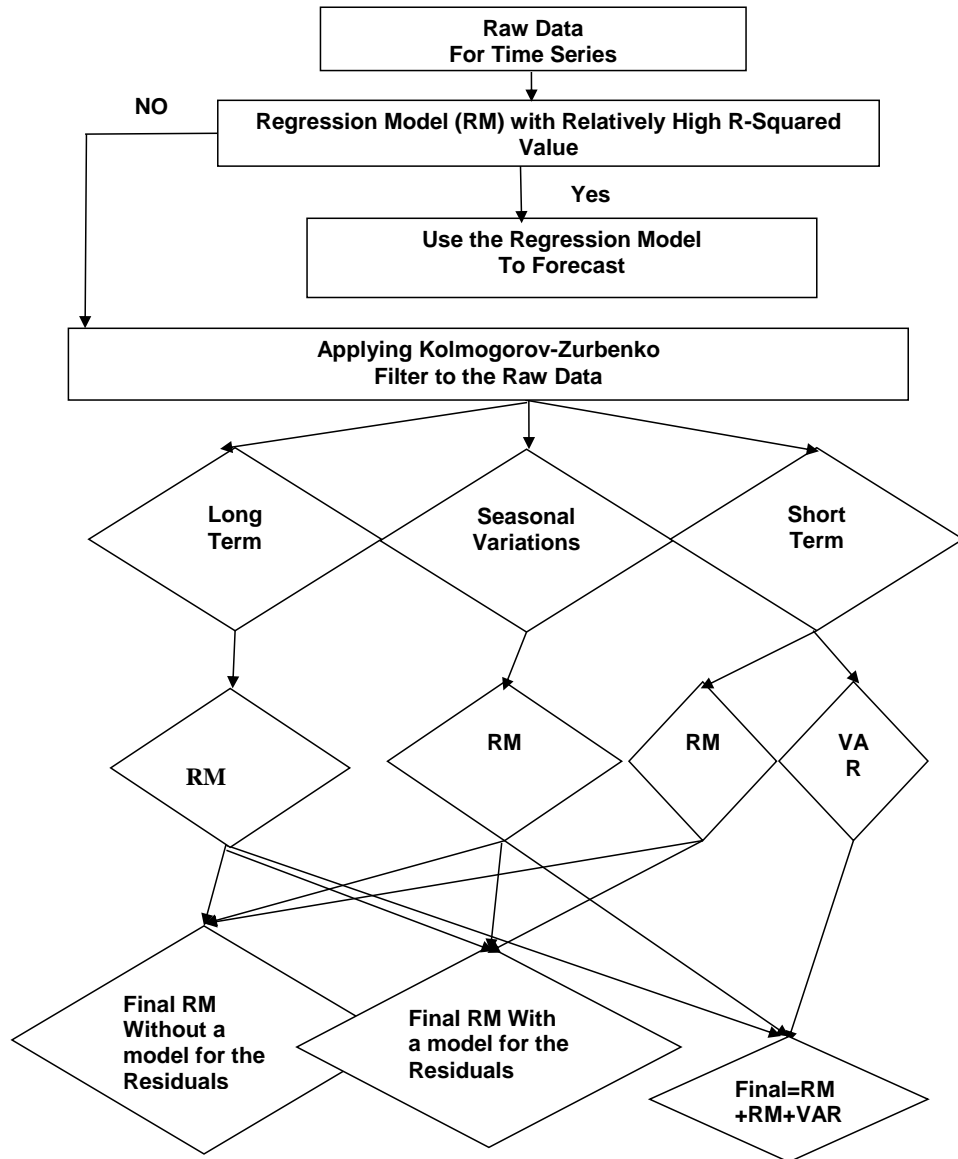 Raw Data
For Time Series
NO
Regression Model (RM) with Relatively High R-Squared
Value
Yes
Use the Regression Model
To Forecast
Applying Kolmogorov-Zurbenko
Filter to the Raw Data
Long
Term
Seasonal
Variations
Short
Term
RM
RM
RM
VA
R
Final RM
Without a
model for the
Residuals
Final RM With
a model for the
Residuals
Final=RM
+RM+VAR